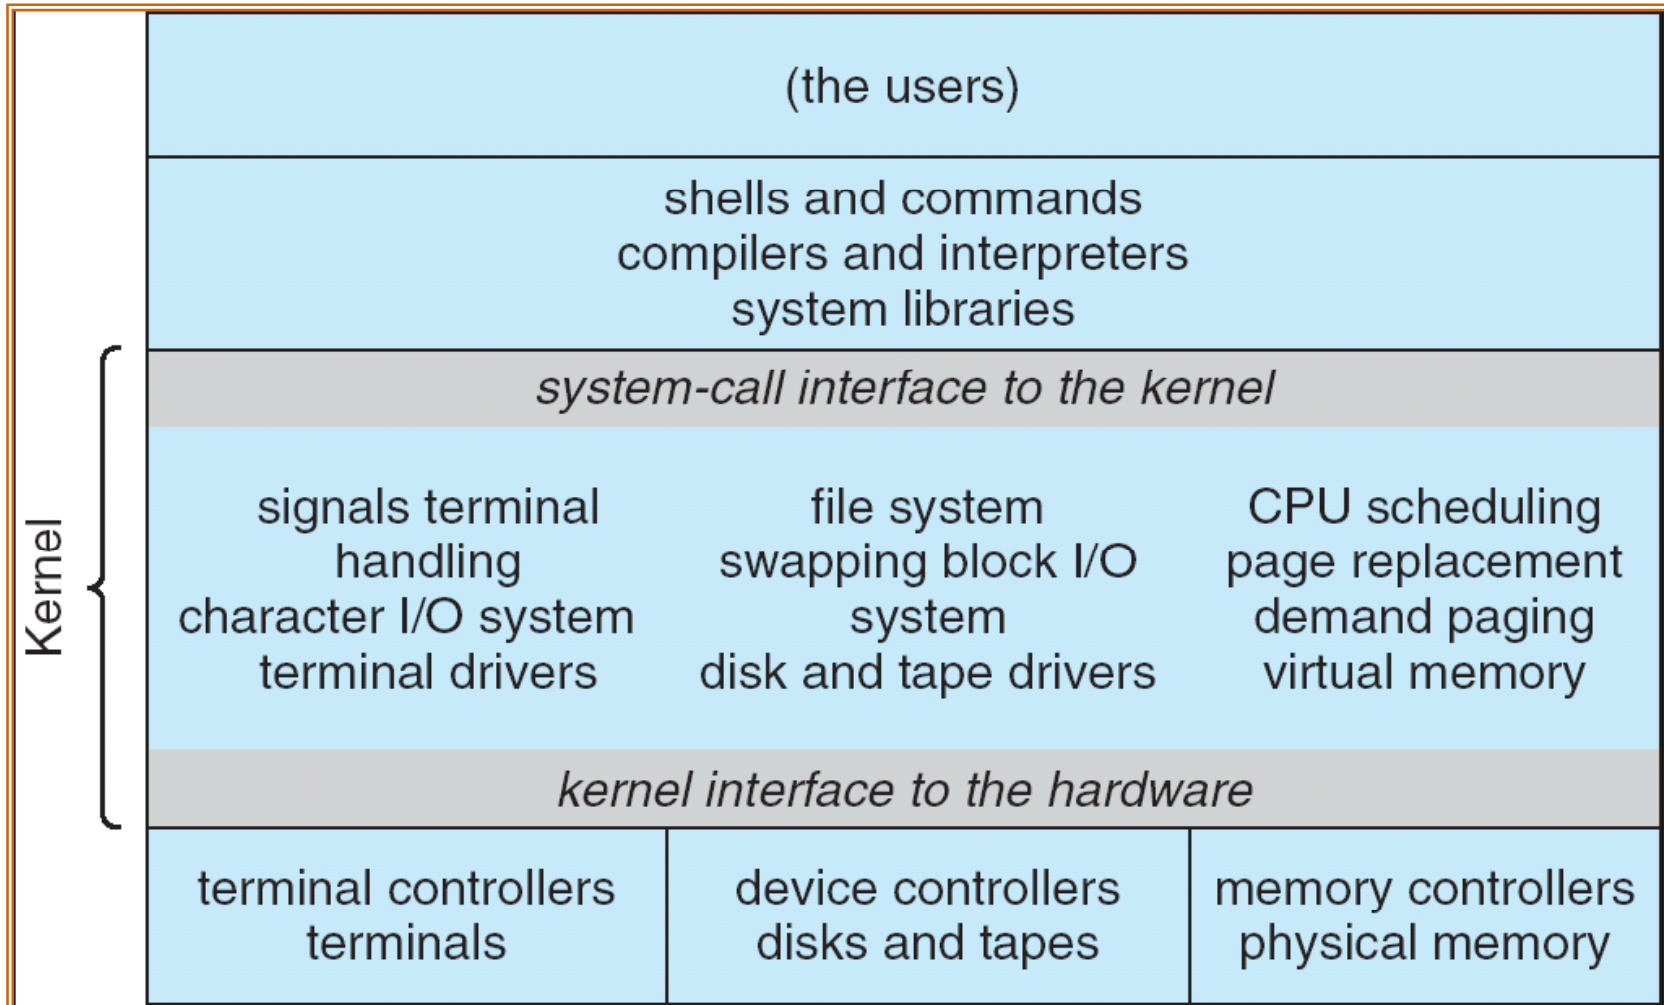 (the users)
shells and commands
compilers and interpreters
system libraries
Kernel
system-call interface to the kernel
signals terminal
handling
character I/O system
terminal drivers
file system
swapping block I/O
system
disk and tape drivers
CPU scheduling
page replacement
demand paging
virtual memory
kernel interface to the hardware
terminal controllers
terminals
device controllers
disks and tapes
memory controllers
physical memory